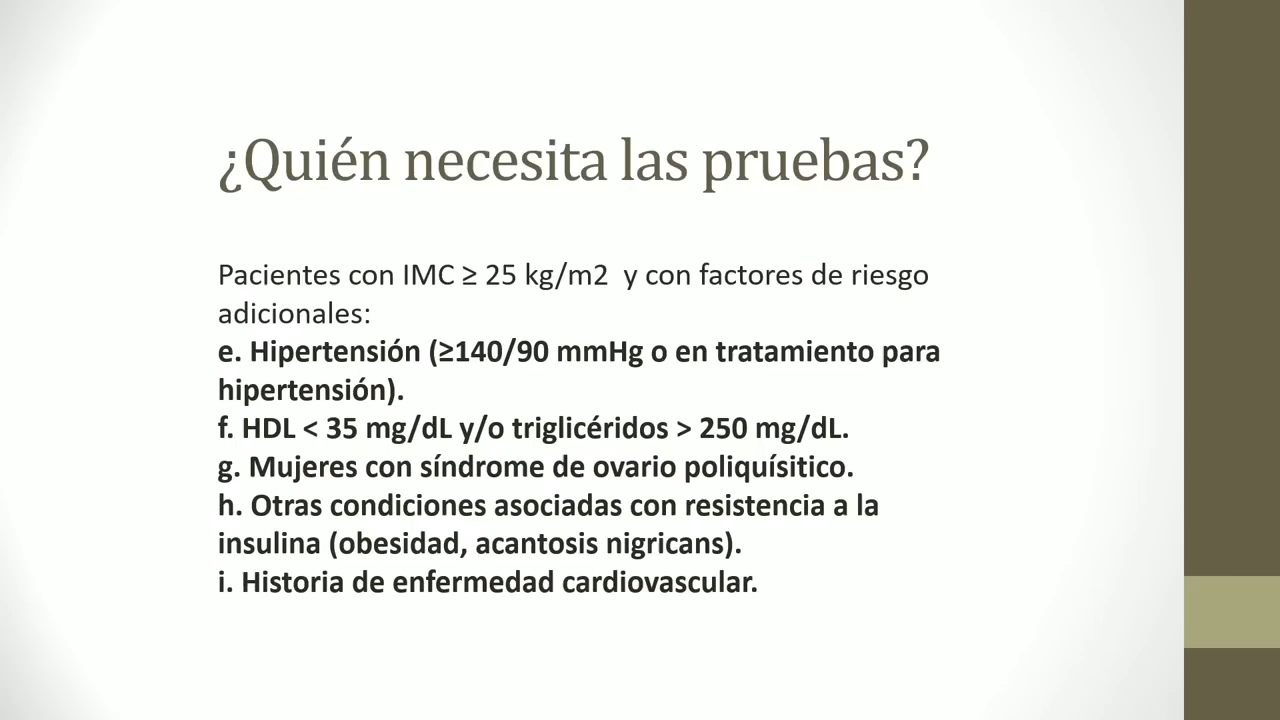 ¿Quién necesita las pruebas?
Pacientes con IMC ≥ 25 kg/m2  y con factores de riesgo
adicionales:
e. Hipertensión (≥140/90 mmHg o en tratamiento para
hipertensión).
f. HDL < 35 mg/dL y/o triglicéridos > 250 mg/dL.
g. Mujeres con síndrome de ovario poliquísitico.
h. Otras condiciones asociadas con resistencia a la
insulina (obesidad, acantosis nigricans).
i. Historia de enfermedad cardiovascular.